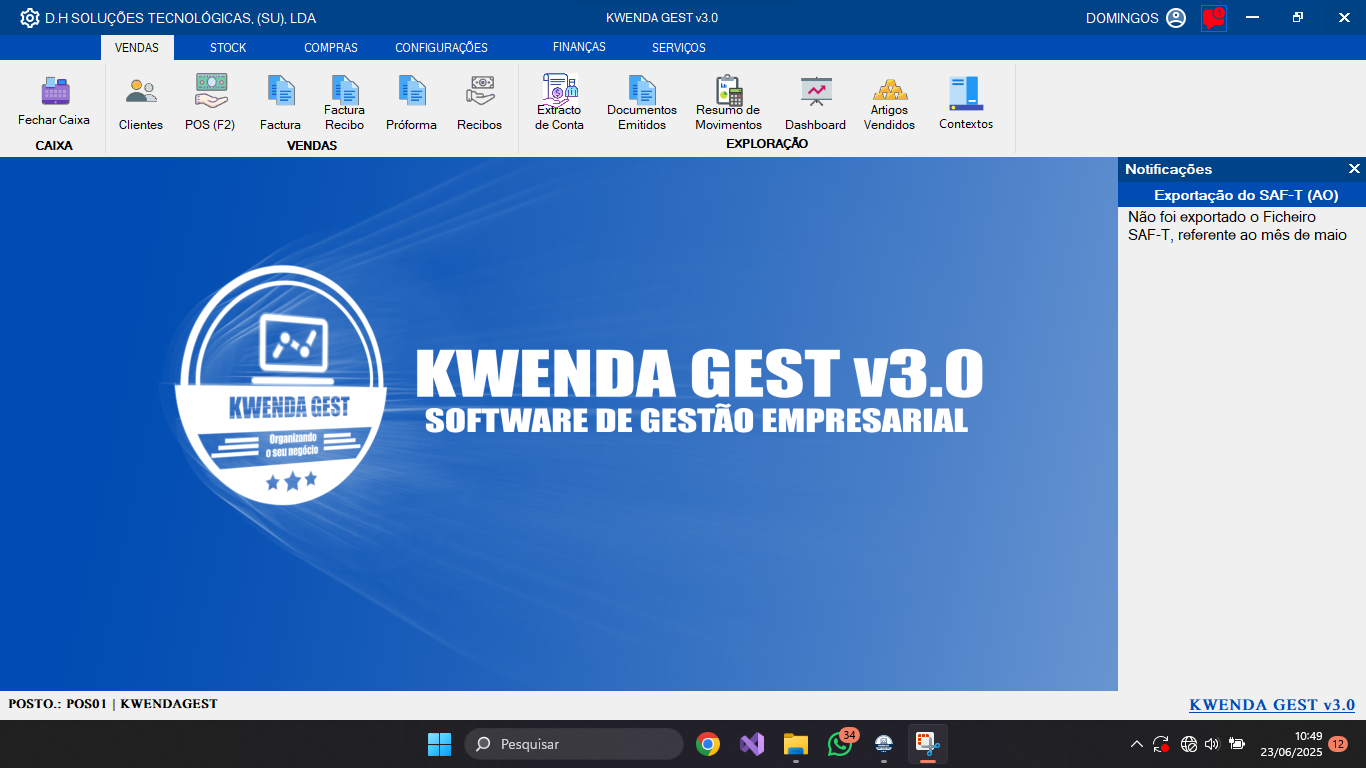 D.H SOLUÇÕES TECNOLÓGICAS, (SU), LDA
KWENDA GEST v3.0
DOMINGOS
3
VENDAS
STOCK
COMPRAS
CONFIGURAÇÕES
FINANÇAS
SERVIÇOS
Fechar Caixa
CAIXA
Clientes
POS (F2)
Factura
Factura
Recibo
Próforma
Recibos
VENDAS
Extracto
de Conta
Documentos
Emitidos
Resumo de
Movimentos
Dashboard
Artigos
Vendidos
Contextos
EXPLORAÇÃO
Notificações
Exportação do SAF-T (AO)
Não foi exportado o Ficheiro
SAF-T, referente ao mês de maio
KWENDA GEST
Organizando
o seu negócio
KWENDA GEST v3.0
SOFTWARE DE GESTÃO EMPRESARIAL
POSTO.: POS01 | KWENDAGEST
KWENDA GEST v3.0
Pesquisar
34
10:49
23/06/2025
12